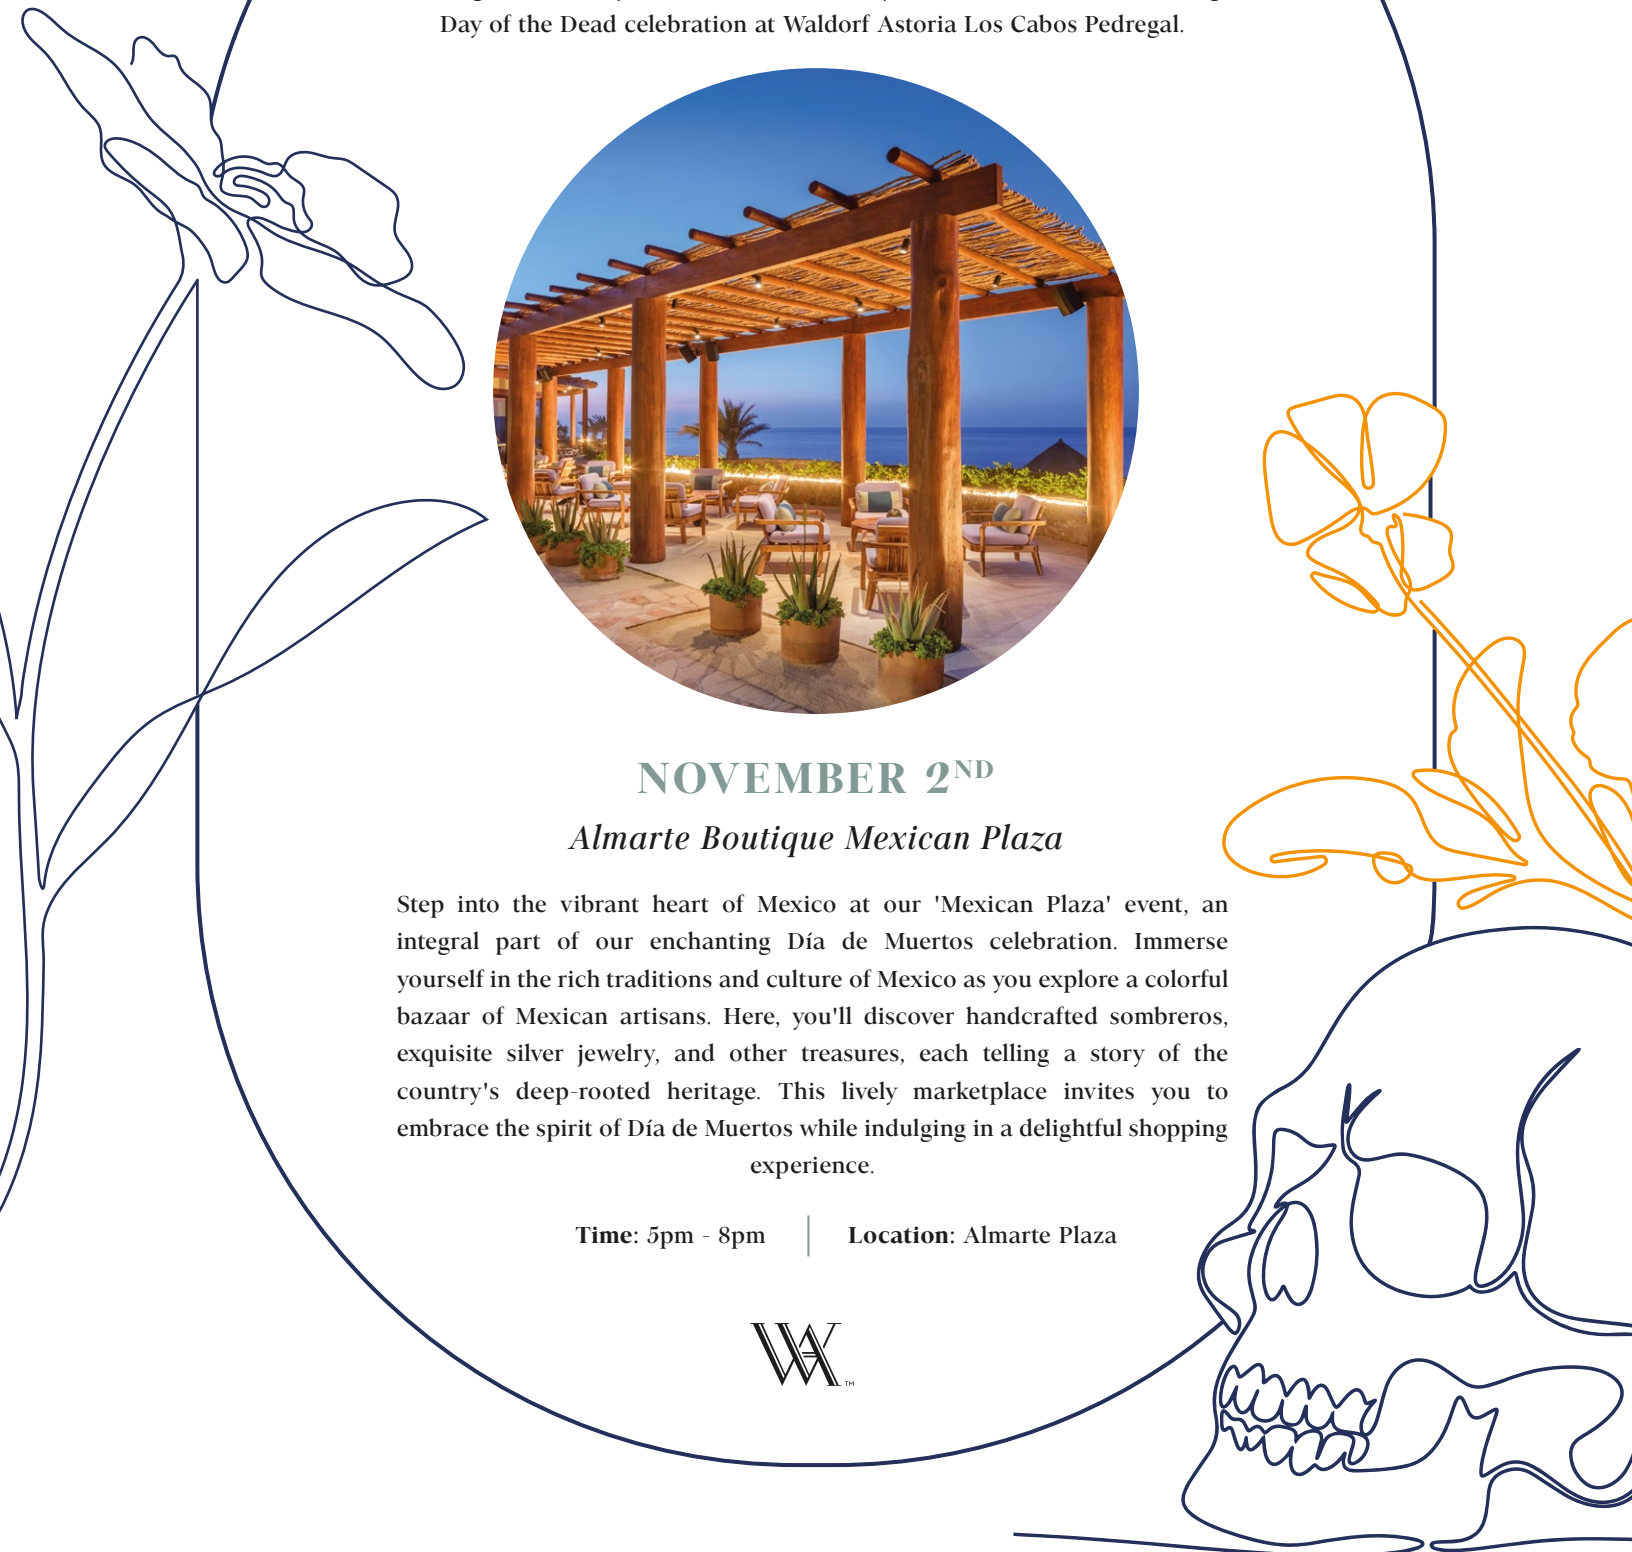 Day of the Dead celebration at Waldorf Astoria Los Cabos Pedregal.
NOVEMBER 2ND
Almarte Boutique Mexican Plaza
Step into the vibrant heart of Mexico at our 'Mexican Plaza' event, an
integral part of our enchanting Día de Muertos celebration. Immerse
yourself in the rich traditions and culture of Mexico as you explore a colorful
bazaar of Mexican artisans. Here, you'll discover handcrafted sombreros,
exquisite silver jewelry, and other treasures, each telling a story of the
country's deep-rooted heritage. This lively marketplace invites you to
embrace the spirit of Día de Muertos while indulging in a delightful shopping
experience.
Time: 5pm - 8pm | Location: Almarte Plaza
WA™